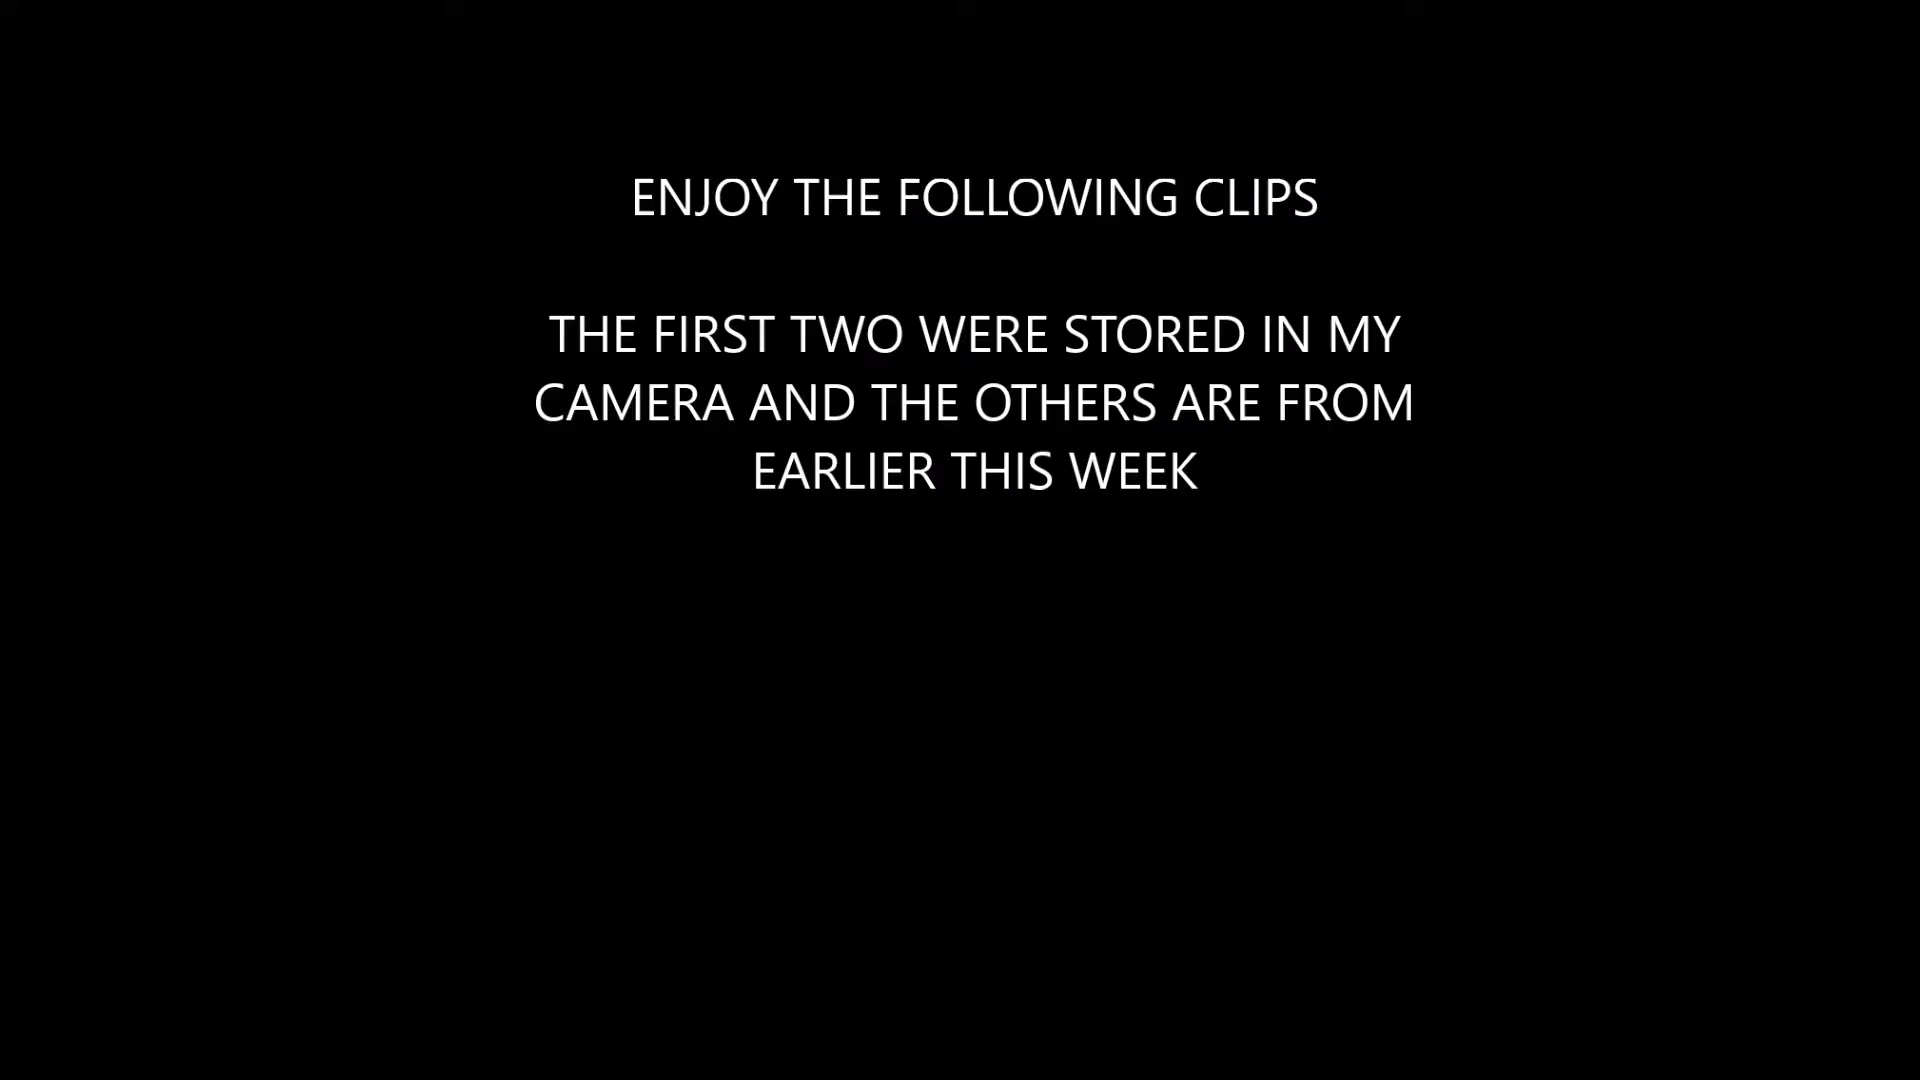 ENJOY THE FOLLOWING CLIPS
THE FIRST TWO WERE STORED IN MY
CAMERA AND THE OTHERS ARE FROM
EARLIER THIS WEEK